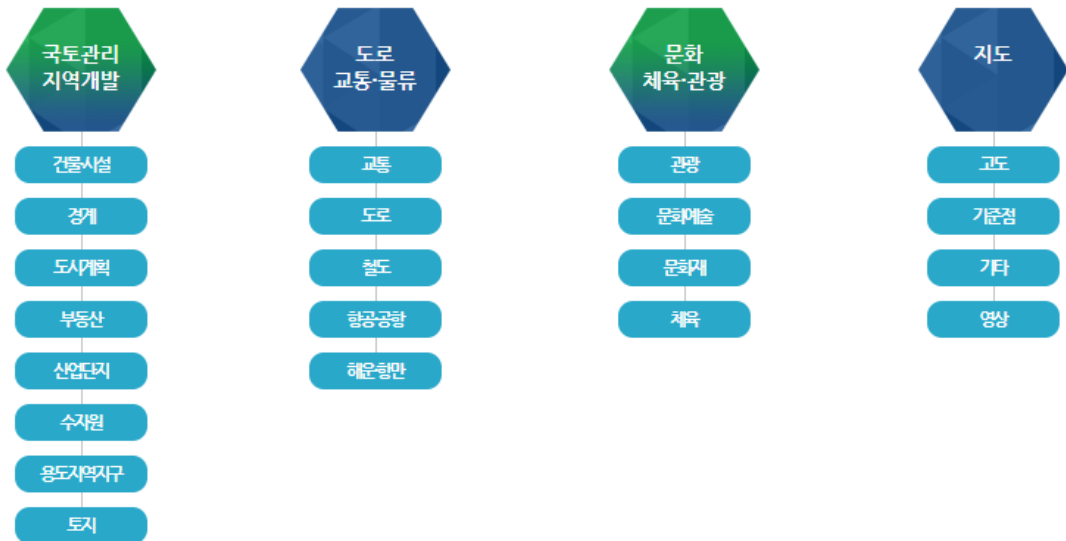 국토관리
지역개발
건물·시설
경계
도시계획
부동산
산업단지
수자원
용도지역지구
토지
도로
교통·물류
교통
도로
철도
항공·공항
해운·항만
문화
체육·관광
관광
문화예술
문화재
체육
지도
고도
기준점
기타
영상